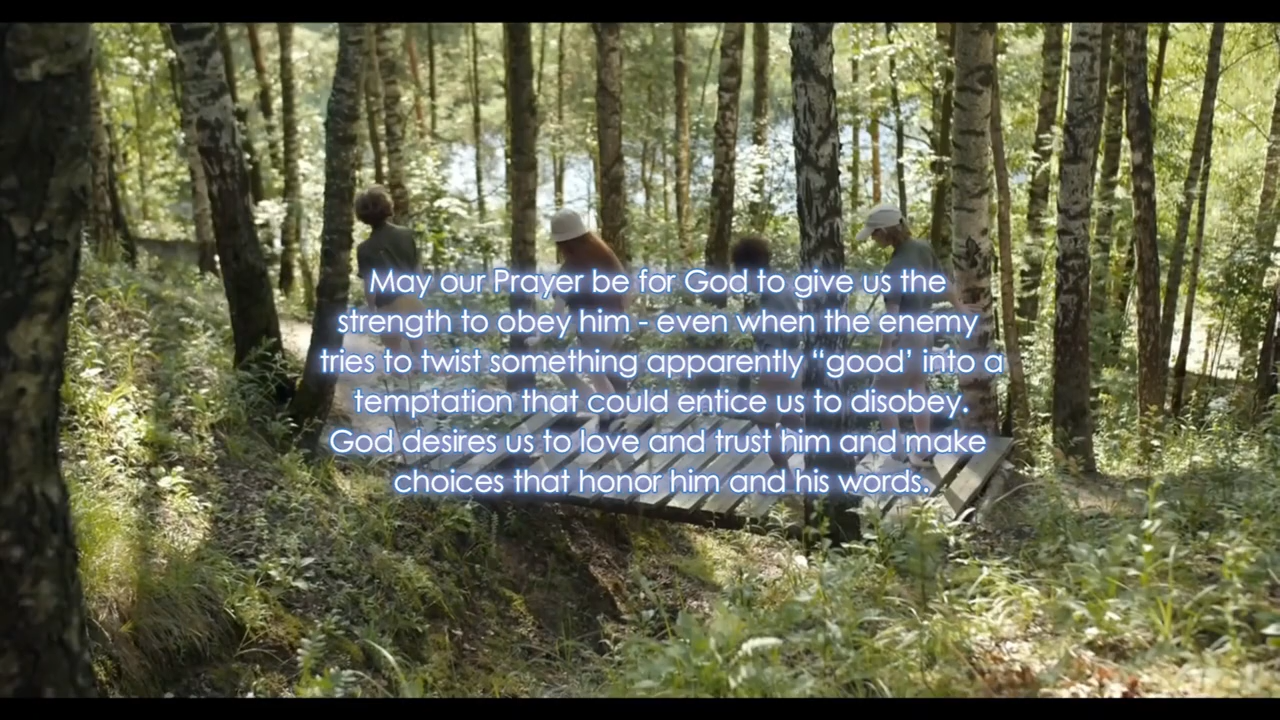 May our Prayer be for God to give us the
strength to obey him - even when the enemy
tries to twist something apparently “good’ into a
temptation that could entice us to disobey.
God desires us to love and trust him and make
choices that honor him and his words.